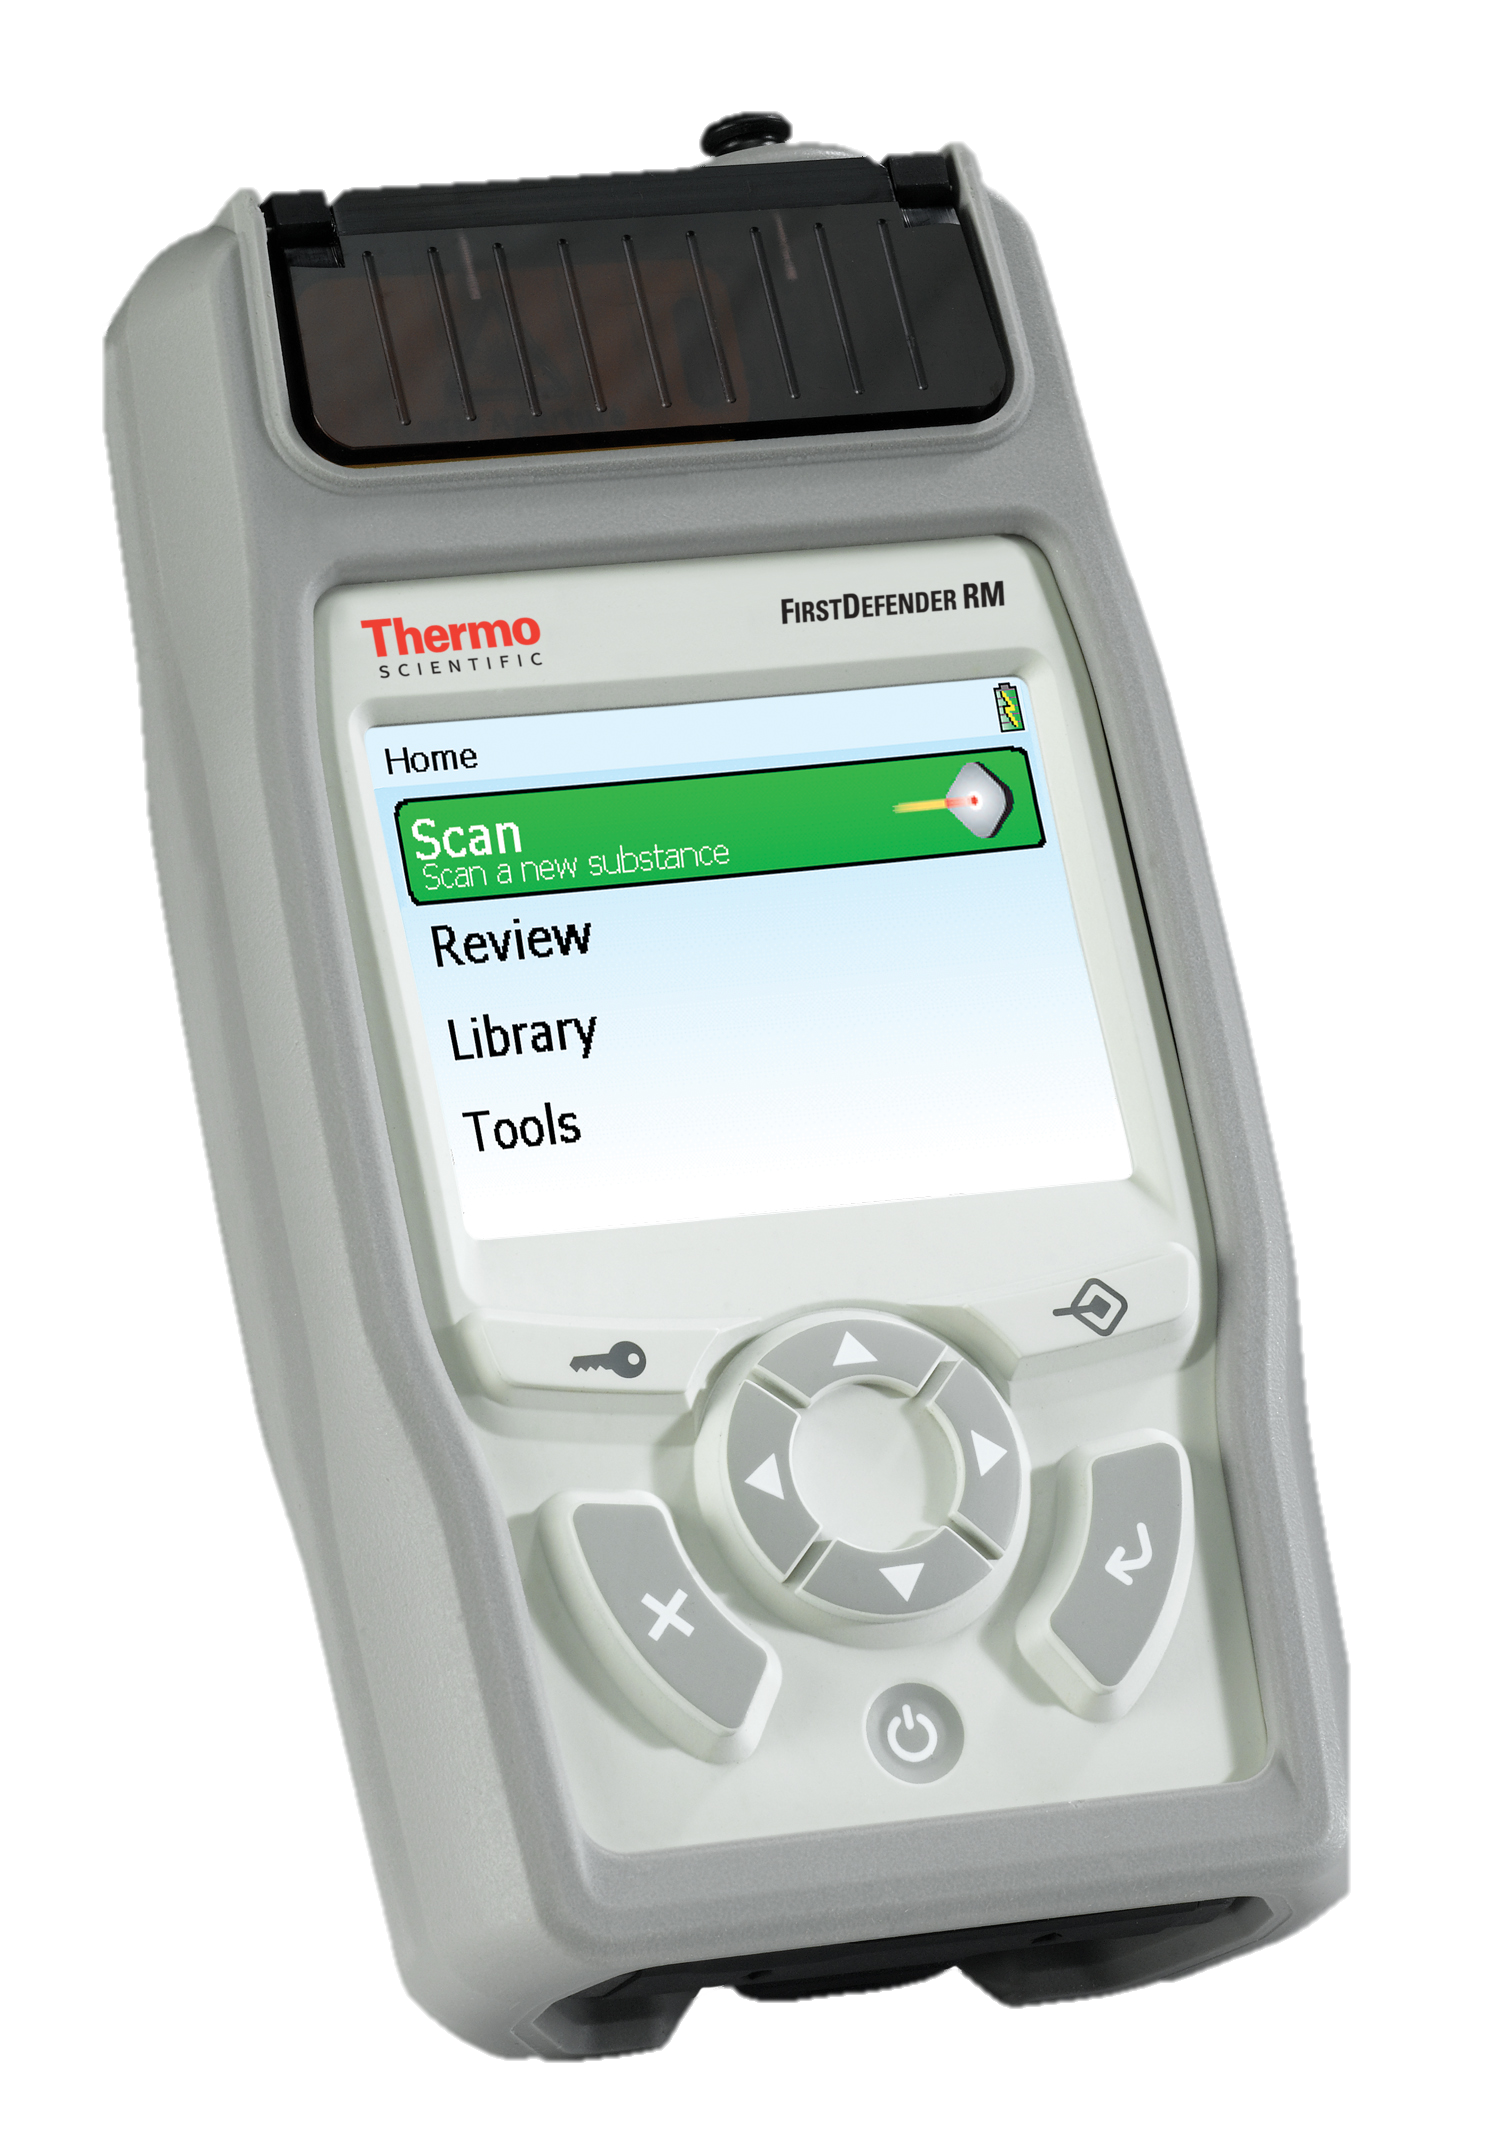 Thermo
SCIENTIFIC
FIRSTDEFENDER RM
Home
Scan
Scan a new substance
Review
Library
Tools